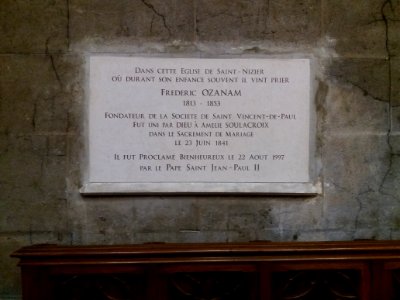 Dans cette Eglise de Saint-Nizier
où durant son enfance souvent il vint prier
Frederic OZANAM
1813 - 1853
Fondateur de la Societe de Saint Vincent-de-Paul
Fut uni par DIEU à Amelie SOULACROIX
dans le Sacrement de Mariage
le 23 Juin 1841
Il fut Proclame Bienheureux le 22 Aout 1997
par le Pape Saint Jean-Paul II